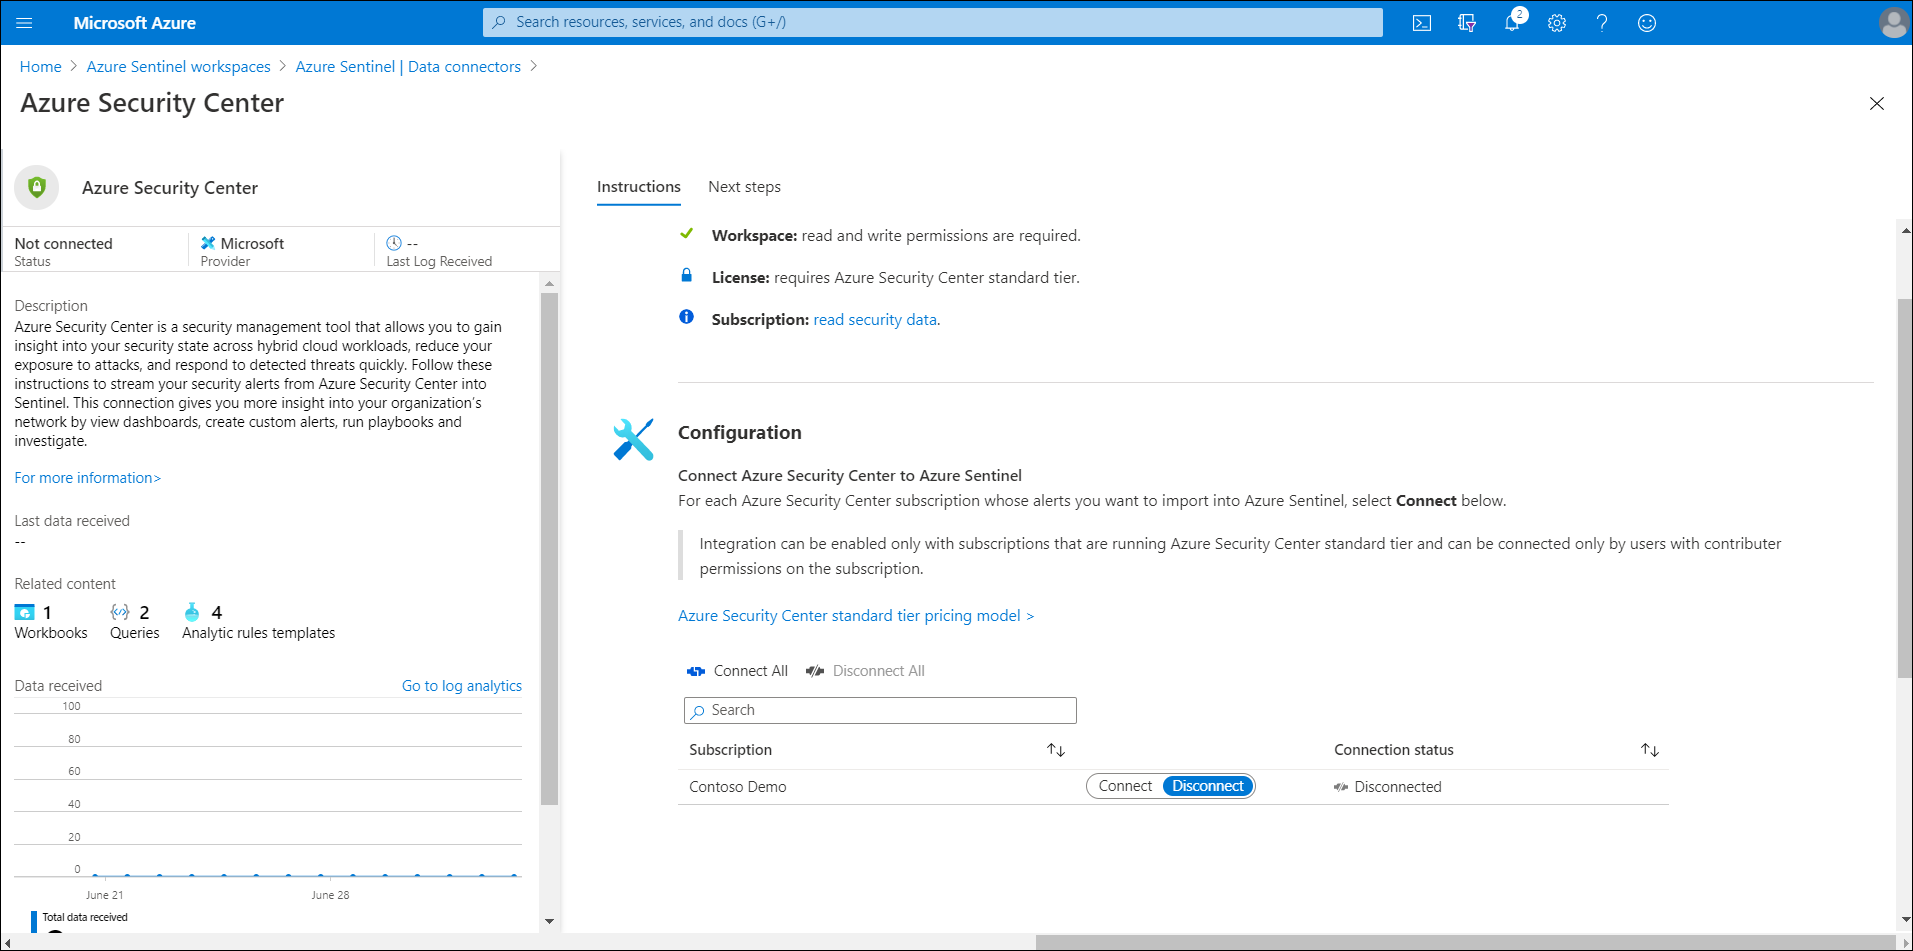 Microsoft Azure
Search resources, services, and docs (G+/)
2
Home > Azure Sentinel workspaces > Azure Sentinel | Data connectors >
Azure Security Center
Azure Security Center
Not connected
Status
Microsoft
Provider
--
Last Log Received
Description
Azure Security Center is a security management tool that allows you to gain
insight into your security state across hybrid cloud workloads, reduce your
exposure to attacks, and respond to detected threats quickly. Follow these
instructions to stream your security alerts from Azure Security Center into
Sentinel. This connection gives you more insight into your organization's
network by view dashboards, create custom alerts, run playbooks and
investigate.
For more information>
Last data received
--
Related content
1
Workbooks
2
Queries
4
Analytic rules templates
Data received
Go to log analytics
100
80
60
40
20
0
June 21
June 28
Total data received
Instructions
Next steps
Workspace: read and write permissions are required.
License: requires Azure Security Center standard tier.
Subscription: read security data.
Configuration
Connect Azure Security Center to Azure Sentinel
For each Azure Security Center subscription whose alerts you want to import into Azure Sentinel, select Connect below.
Integration can be enabled only with subscriptions that are running Azure Security Center standard tier and can be connected only by users with contributer
permissions on the subscription.
Azure Security Center standard tier pricing model >
Connect All
Disconnect All
Search
Subscription
Connection status
Contoso Demo
Connect
Disconnect
Disconnected